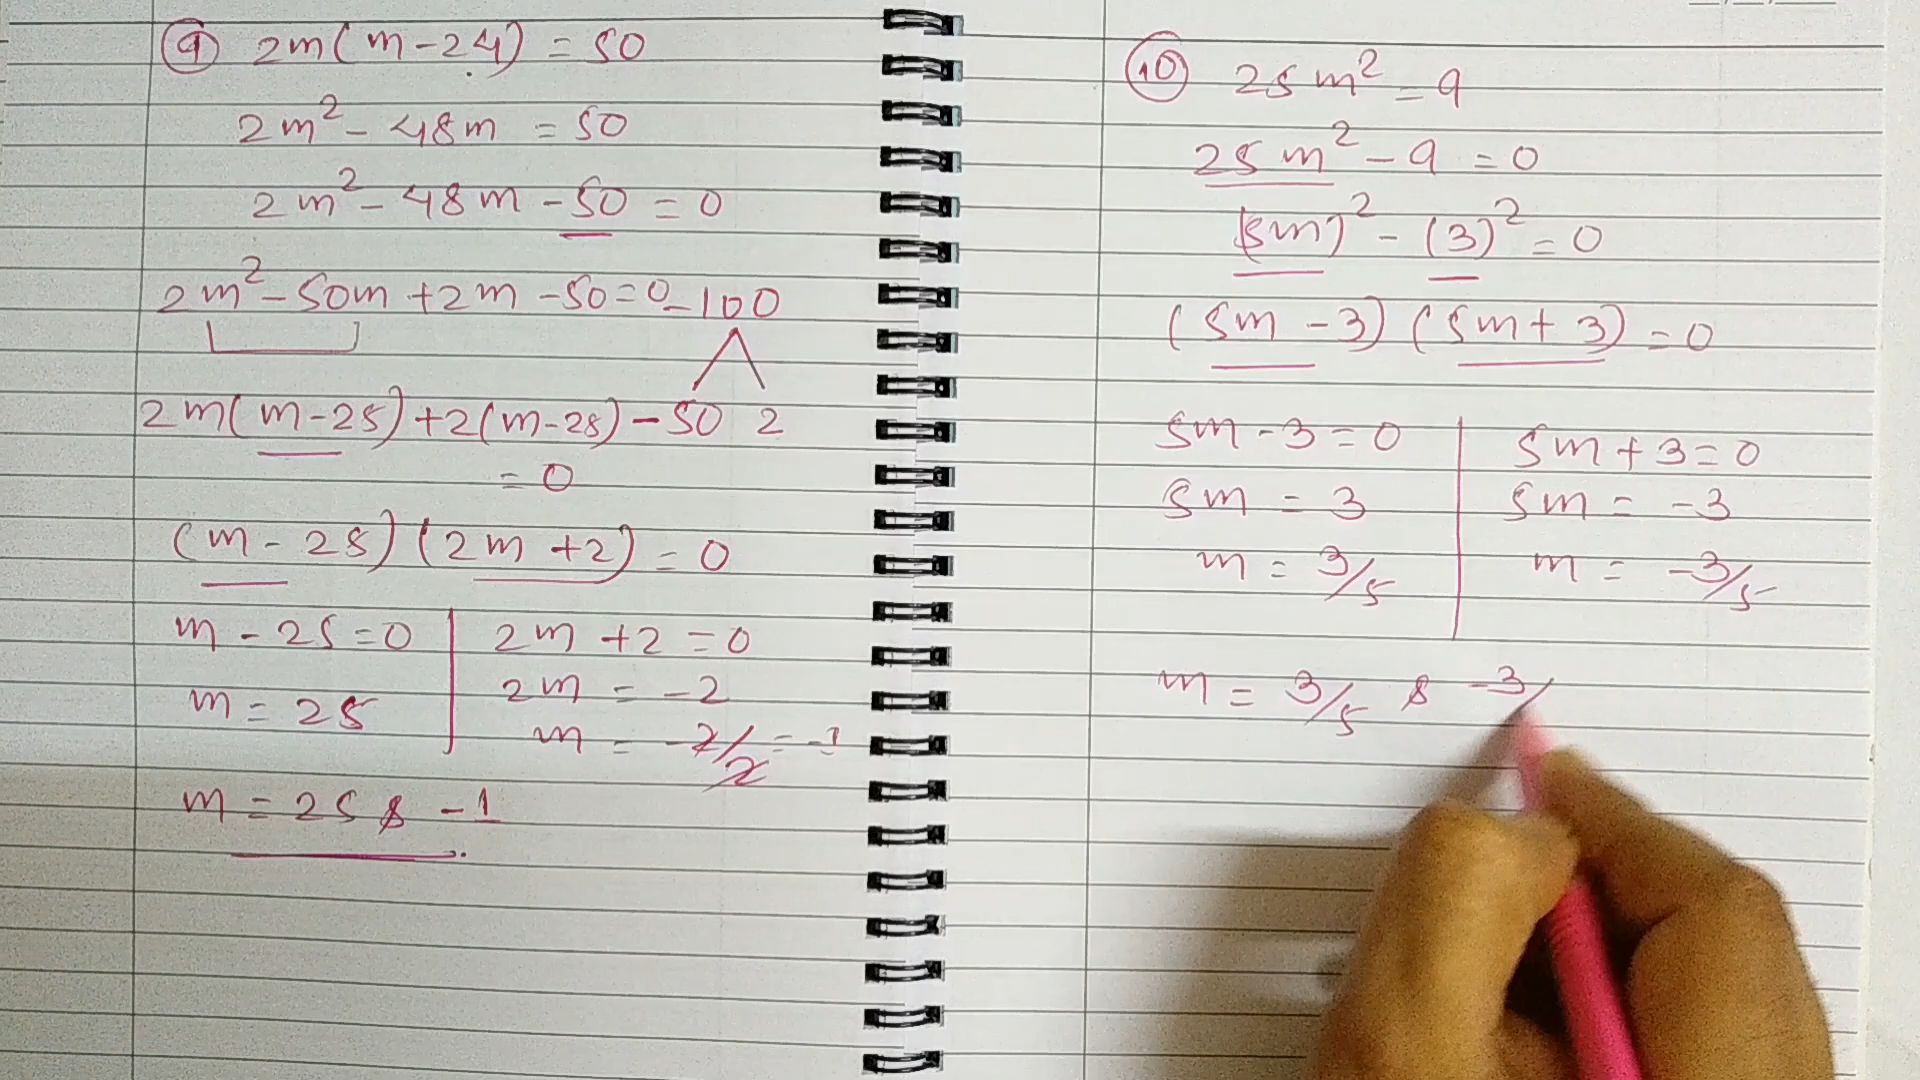 9 2m(m-24) = 50
2m² - 48m = 50
2m² - 48m - 50 = 0
2m² - 50m + 2m - 50 = 0 -100
2m(m-25) + 2(m-25) -50 2
= 0
(m - 25) (2m + 2) = 0
m - 25 = 0 2m + 2 = 0
m = 25 2m = -2
m = -2/2 = -1
m = 25 & -1
10 25m² = 9
25m² - 9 = 0
(5m)² - (3)² = 0
(5m - 3) (5m + 3) = 0
5m - 3 = 0 5m + 3 = 0
5m = 3 5m = -3
m = 3/5 m = -3/5
m = 3/5 & -3/